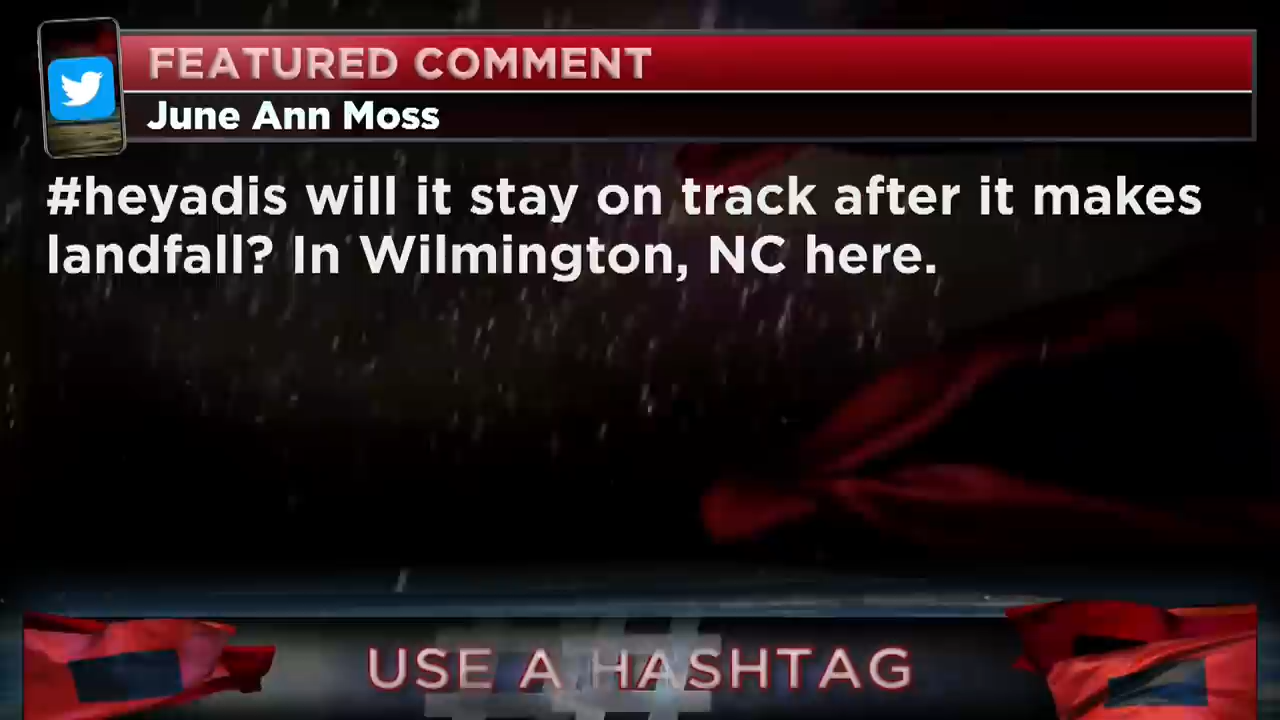 FEATURED COMMENT
June Ann Moss
#heyadis will it stay on track after it makes
landfall? In Wilmington, NC here.
USE A HASHTAG